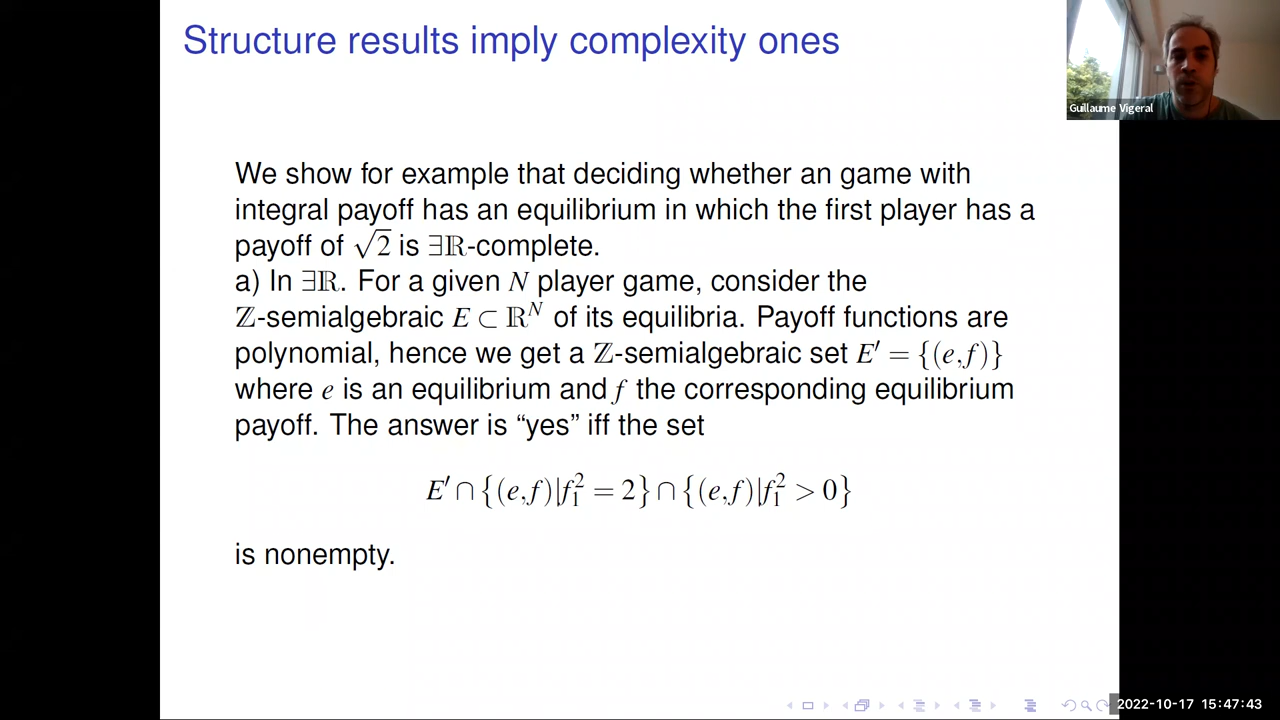 Structure results imply complexity ones
Guillaume Vigeral
We show for example that deciding whether an game with
integral payoff has an equilibrium in which the first player has a
payoff of √2 is ∃ℝ-complete.
a) In ∃ℝ. For a given N player game, consider the
ℤ-semialgebraic E ⊂ ℝ^N of its equilibria. Payoff functions are
polynomial, hence we get a ℤ-semialgebraic set E′ = {(e,f)}
where e is an equilibrium and f the corresponding equilibrium
payoff. The answer is “yes” iff the set
E′ ∩ {(e,f)|f₁² = 2} ∩ {(e,f)|f₁² > 0}
is nonempty.
2022-10-17 15:47:43